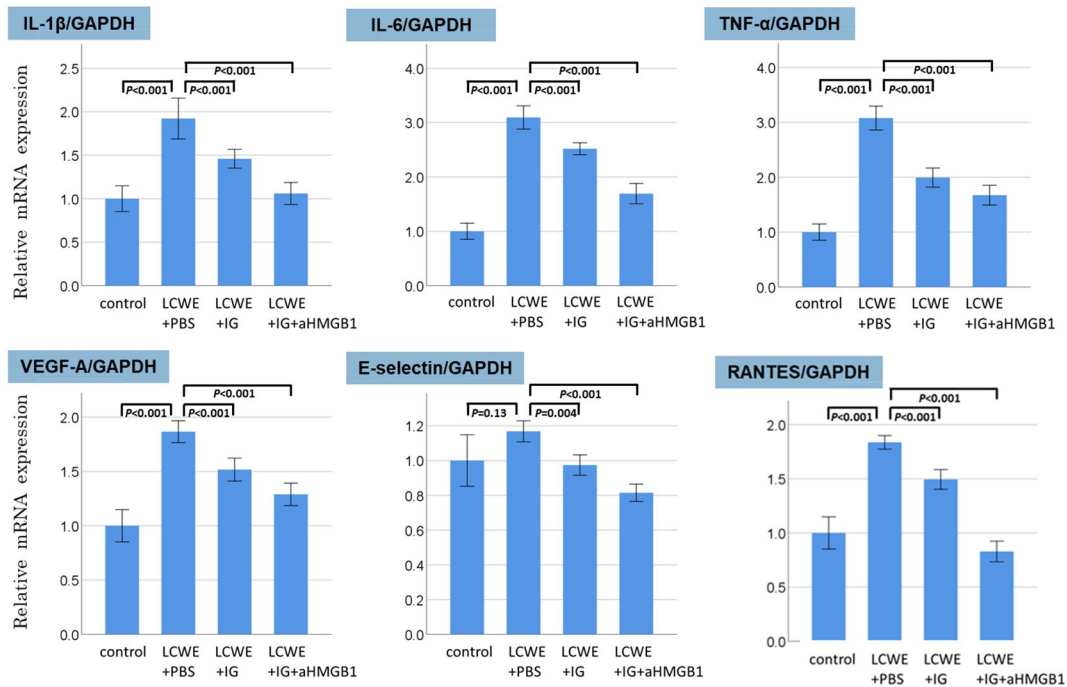 IL-1β/GAPDH
Relative mRNA expression
2.5
2.0
1.5
1.0
0.5
0.0
P<0.001
P<0.001
P<0.001
control
LCWE
+PBS
LCWE
+IG
LCWE
+IG+aHMGB1
IL-6/GAPDH
4.0
3.0
2.0
1.0
0.0
P<0.001
P<0.001
P<0.001
control
LCWE
+PBS
LCWE
+IG
LCWE
+IG+aHMGB1
TNF-α/GAPDH
4.0
3.0
2.0
1.0
0.0
P<0.001
P<0.001
P<0.001
control
LCWE
+PBS
LCWE
+IG
LCWE
+IG+aHMGB1
VEGF-A/GAPDH
Relative mRNA expression
2.0
1.5
1.0
0.5
0.0
P<0.001
P<0.001
P<0.001
control
LCWE
+PBS
LCWE
+IG
LCWE
+IG+aHMGB1
E-selectin/GAPDH
1.2
1.0
0.8
0.6
0.4
0.2
0.0
P<0.001
P=0.13
P=0.004
control
LCWE
+PBS
LCWE
+IG
LCWE
+IG+aHMGB1
RANTES/GAPDH
2.0
1.5
1.0
0.5
0.0
P<0.001
P<0.001
P<0.001
control
LCWE
+PBS
LCWE
+IG
LCWE
+IG+aHMGB1